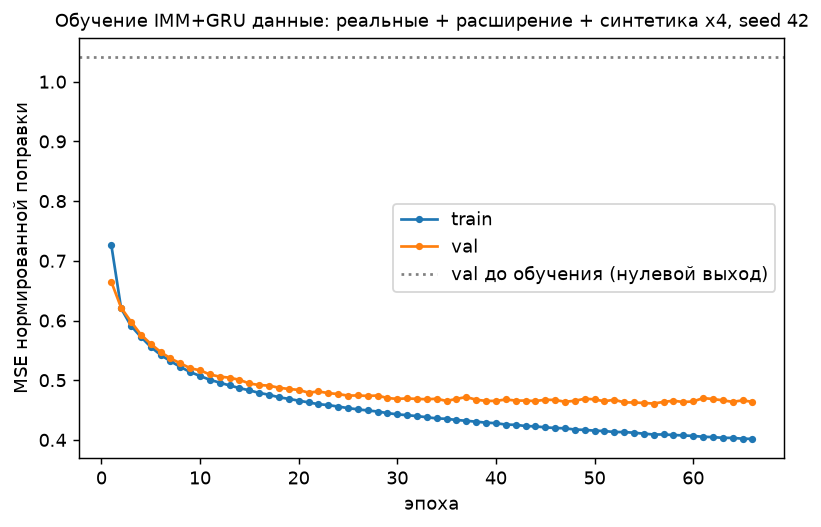 Обучение IMM+GRU данные: реальные + расширение + синтетика x4, seed 42
MSE нормированной поправки
1.0
0.9
0.8
0.7
0.6
0.5
0.4
train
val
val до обучения (нулевой выход)
0
10
20
30
40
50
60
эпоха